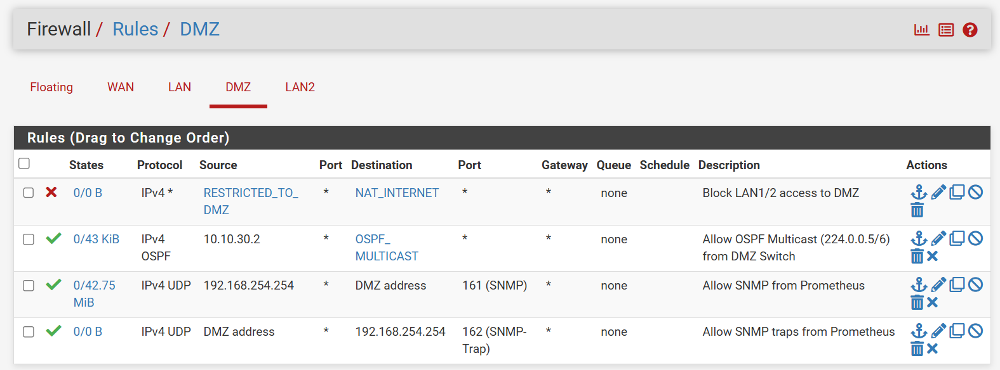 Firewall / Rules / DMZ
Floating WAN LAN DMZ LAN2
Rules (Drag to Change Order)
States Protocol Source Port Destination Port Gateway Queue Schedule Description Actions
0/0 B IPv4 * RESTRICTED_TO_ * NAT_INTERNET * * none Block LAN1/2 access to DMZ
DMZ
0/43 KiB IPv4 10.10.30.2 * OSPF_ * * none Allow OSPF Multicast (224.0.0.5/6)
OSPF MULTICAST from DMZ Switch
0/42.75 IPv4 UDP 192.168.254.254 * DMZ address 161 (SNMP) * none Allow SNMP from Prometheus
MiB
0/0 B IPv4 UDP DMZ address * 192.168.254.254 162 (SNMP- * none Allow SNMP traps from Prometheus
Trap)